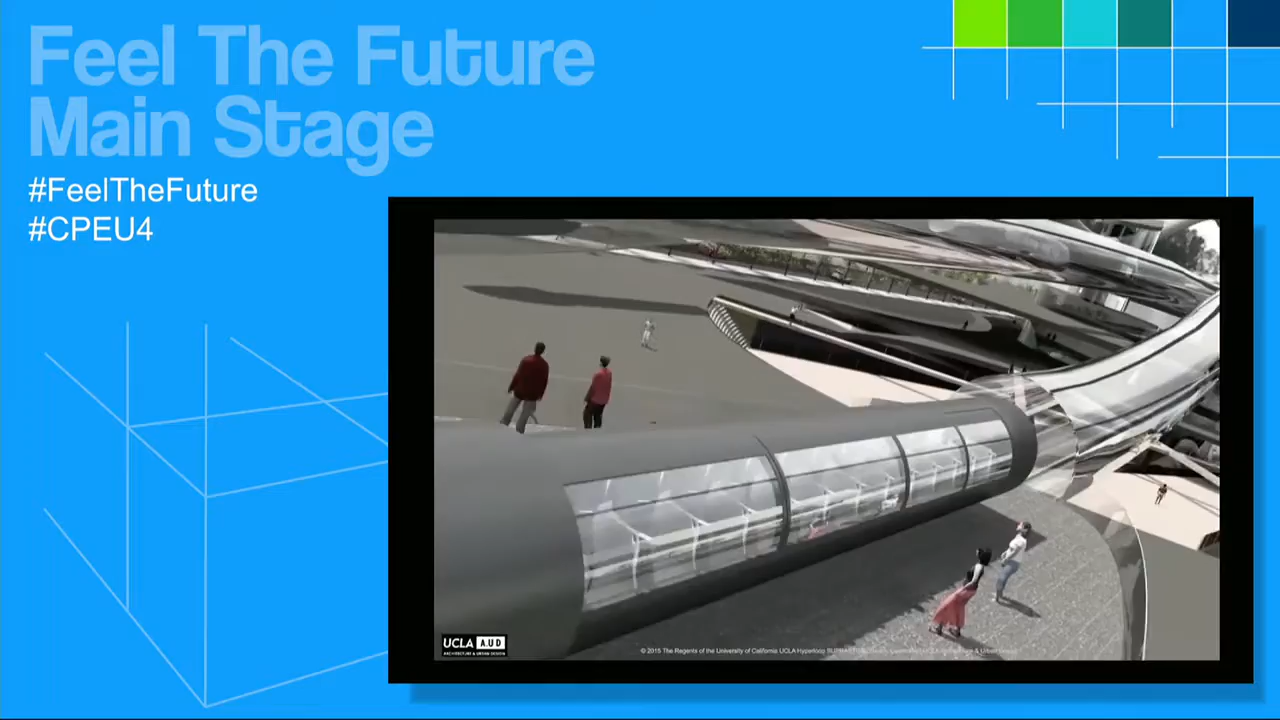 Feel The Future
Main Stage
#FeelTheFuture
#CPEU4
UCLA A.UD
ARCHITECTURE & URBAN DESIGN
© 2015 The Regents of the University of California UCLA Hyperloop